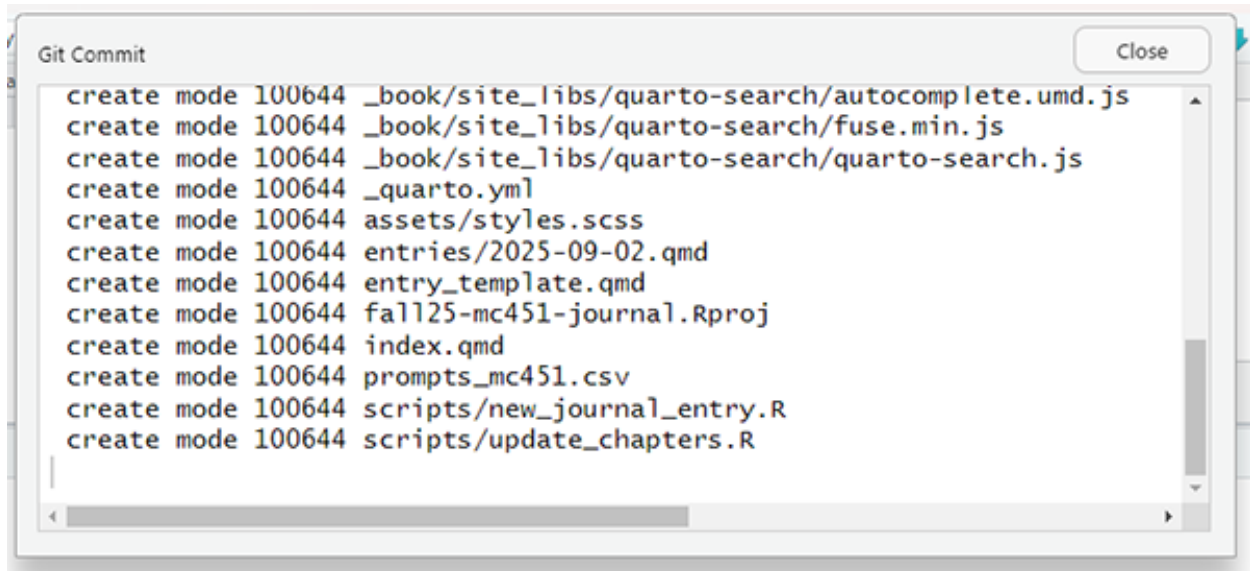 Git Commit
Close
create mode 100644 _book/site_libs/quarto-search/autocomplete.umd.js
create mode 100644 _book/site_libs/quarto-search/fuse.min.js
create mode 100644 _book/site_libs/quarto-search/quarto-search.js
create mode 100644 _quarto.yml
create mode 100644 assets/styles.scss
create mode 100644 entries/2025-09-02.qmd
create mode 100644 entry_template.qmd
create mode 100644 fall25-mc451-journal.Rproj
create mode 100644 index.qmd
create mode 100644 prompts_mc451.csv
create mode 100644 scripts/new_journal_entry.R
create mode 100644 scripts/update_chapters.R